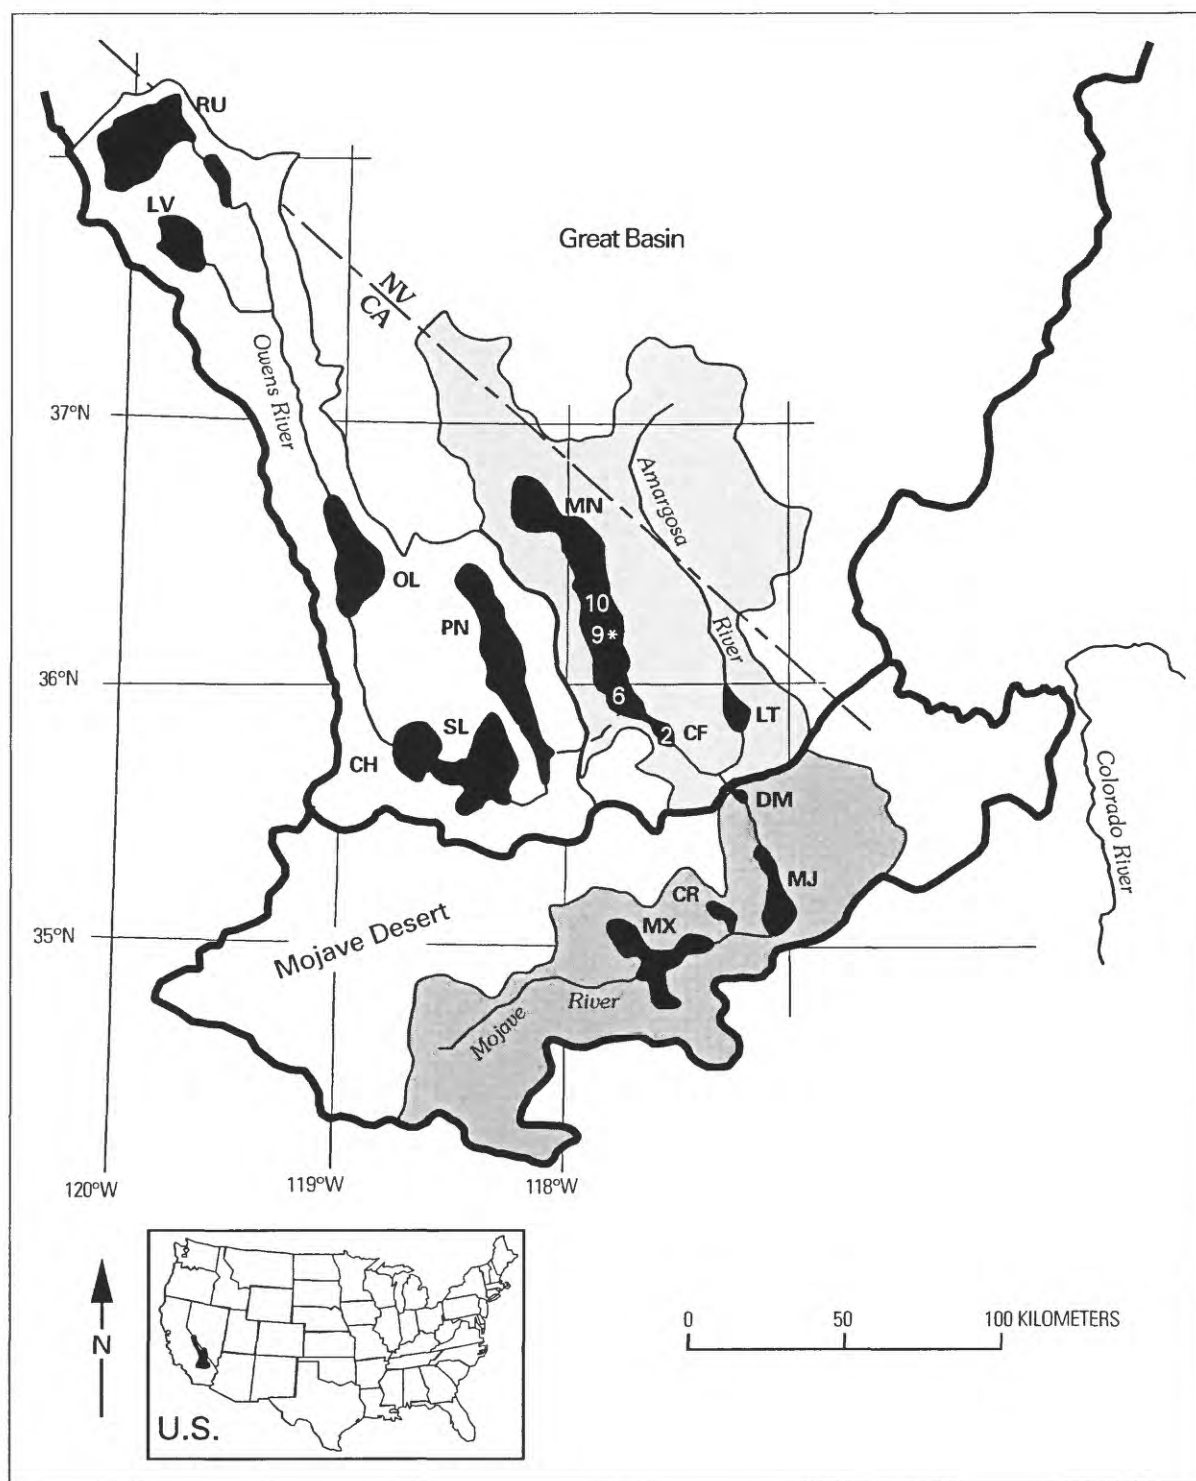 RU
LV
Great Basin
NV
CA
Owens River
37°N
MN
Amargosa
River
OL
PN
10
9*
6
36°N
SL
2
CF
LT
CH
DM
Colorado River
MJ
CR
MX
35°N
Mojave Desert
Mojave River
120°W
119°W
118°W
N
U.S.
0 50 100 KILOMETERS